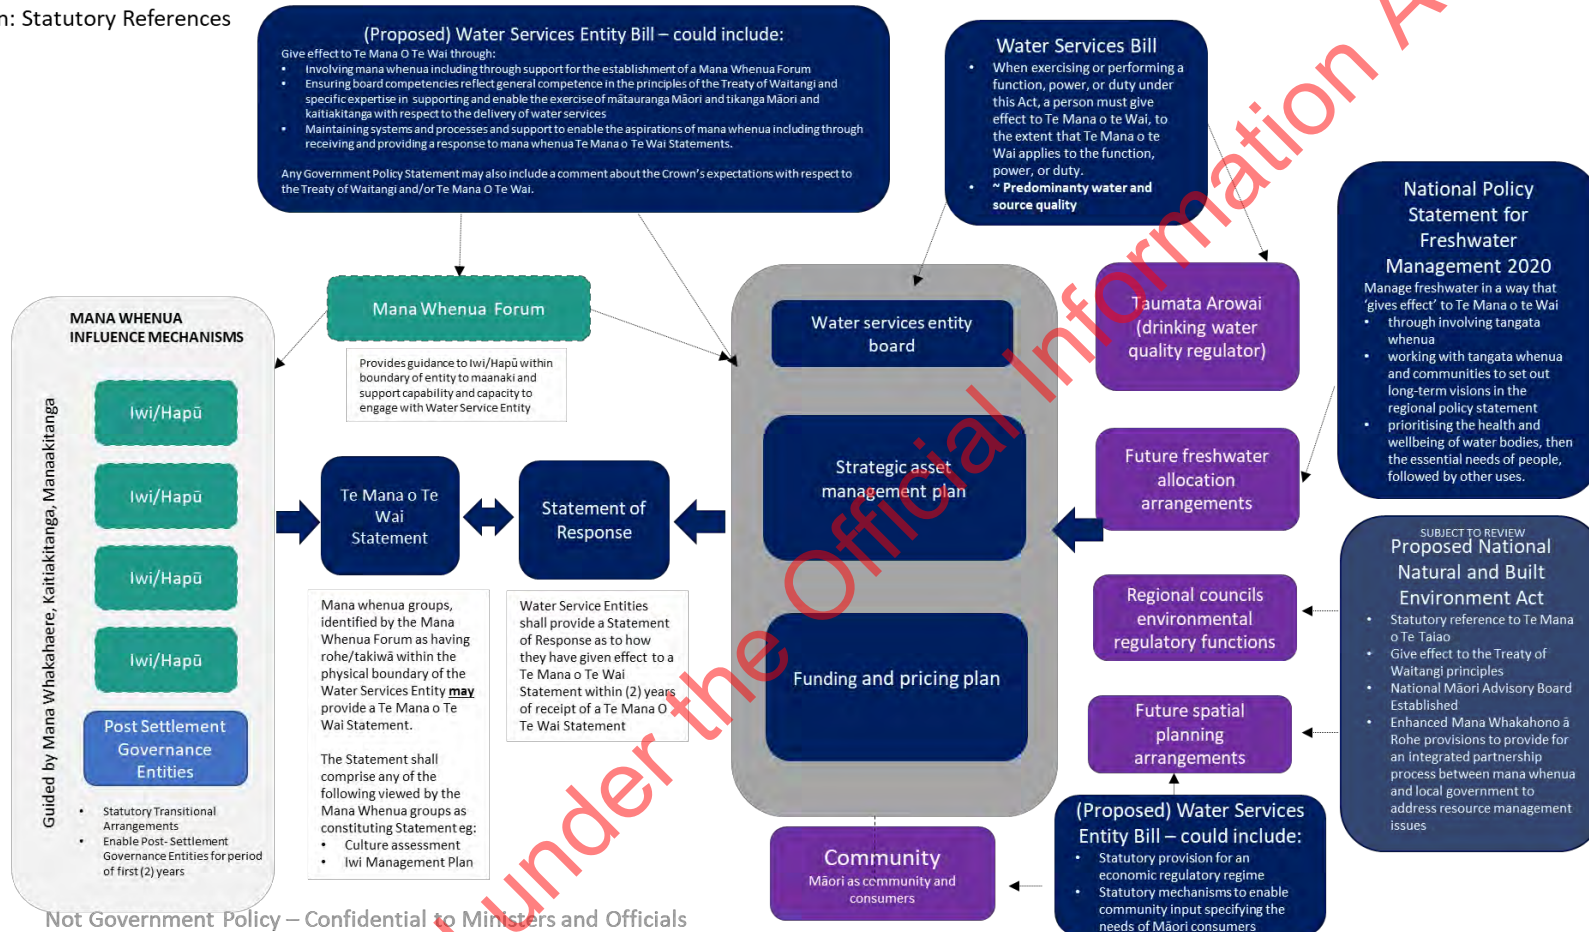 n: Statutory References
(Proposed) Water Services Entity Bill – could include:
Give effect to Te Mana O Te Wai through:
• Involving mana whenua including through support for the establishment of a Mana Whenua Forum
• Ensuring board competencies reflect general competence in the principles of the Treaty of Waitangi and
specific expertise in supporting and enable the exercise of mātauranga Māori and tikanga Māori and
kaitiakitanga with respect to the delivery of water services
• Maintaining systems and processes and support to enable the aspirations of mana whenua including through
receiving and providing a response to mana whenua Te Mana o Te Wai Statements.
Any Government Policy Statement may also include a comment about the Crown's expectations with respect to
the Treaty of Waitangi and/or Te Mana O Te Wai.
Water Services Bill
• When exercising or performing a
function, power, or duty under
this Act, a person must give
effect to Te Mana o te Wai, to
the extent that Te Mana o te
Wai applies to the function,
power, or duty.
• ~ Predominanty water and
source quality
National Policy
Statement for
Freshwater
Management 2020
Manage freshwater in a way that
'gives effect' to Te Mana o te Wai
• through involving tangata
whenua
• working with tangata whenua
and communities to set out
long-term visions in the
regional policy statement
• prioritising the health and
wellbeing of water bodies, then
the essential needs of people,
followed by other uses.
MANA WHENUA
INFLUENCE MECHANISMS
Guided by Mana Whakahaere, Kaitiakitanga, Manaakitanga
Iwi/Hapū
Iwi/Hapū
Iwi/Hapū
Iwi/Hapū
Post Settlement
Governance
Entities
• Statutory Transitional
Arrangements
• Enable Post- Settlement
Governance Entities for period
of first (2) years
Mana Whenua Forum
Provides guidance to Iwi/Hapū within
boundary of entity to maanaki and
support capability and capacity to
engage with Water Service Entity
Te Mana o Te
Wai
Statement
Statement of
Response
Mana whenua groups,
identified by the Mana
Whenua Forum as having
rohe/takiwā within the
physical boundary of the
Water Services Entity may
provide a Te Mana o Te
Wai Statement.
The Statement shall
comprise any of the
following viewed by the
Mana Whenua groups as
constituting Statement eg:
• Culture assessment
• Iwi Management Plan
Water Service Entities
shall provide a Statement
of Response as to how
they have given effect to a
Te Mana o Te Wai
Statement within (2) years
of receipt of a Te Mana O
Te Wai Statement
Water services entity
board
Strategic asset
management plan
Funding and pricing plan
Taumata Arowai
(drinking water
quality regulator)
Future freshwater
allocation
arrangements
Regional councils
environmental
regulatory functions
Future spatial
planning
arrangements
SUBJECT TO REVIEW
Proposed National
Natural and Built
Environment Act
• Statutory reference to Te Mana
o Te Taiao
• Give effect to the Treaty of
Waitangi principles
• National Māori Advisory Board
Established
• Enhanced Mana Whakahono ā
Rohe provisions to provide for
an integrated partnership
process between mana whenua
and local government to
address resource management
issues
Community
Māori as community and
consumers
(Proposed) Water Services
Entity Bill – could include:
• Statutory provision for an
economic regulatory regime
• Statutory mechanisms to enable
community input specifying the
needs of Māori consumers
Not Government Policy – Confidential to Ministers and Officials
under the Official Information A